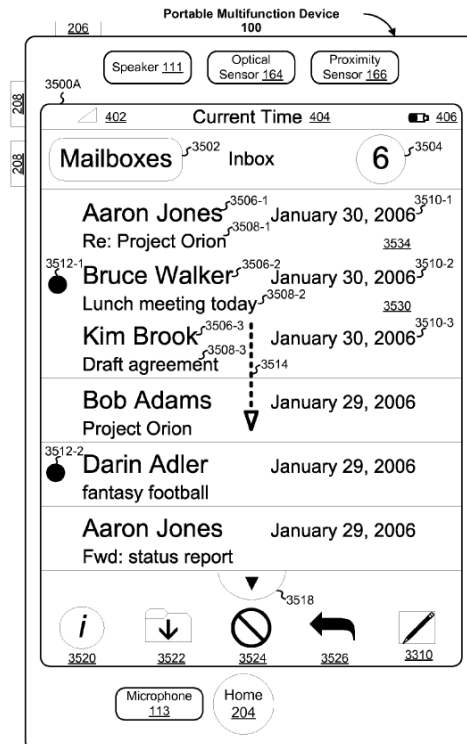 Portable Multifunction Device
206 100
Speaker 111 Optical Sensor 164 Proximity Sensor 166
208 3500A
402 Current Time 404 406
208
Mailboxes 3502 Inbox 6 3504
Aaron Jones 3506-1 January 30, 2006 3510-1
Re: Project Orion 3508-1 3534
3512-1 Bruce Walker 3506-2 January 30, 2006 3510-2
Lunch meeting today 3508-2 3530
Kim Brook 3506-3 January 30, 2006 3510-3
Draft agreement 3508-3 3514
Bob Adams January 29, 2006
Project Orion
3512-2 Darin Adler January 29, 2006
fantasy football
Aaron Jones January 29, 2006
Fwd: status report
3518
i
3520 3522 3524 3526 3310
Microphone 113 Home 204